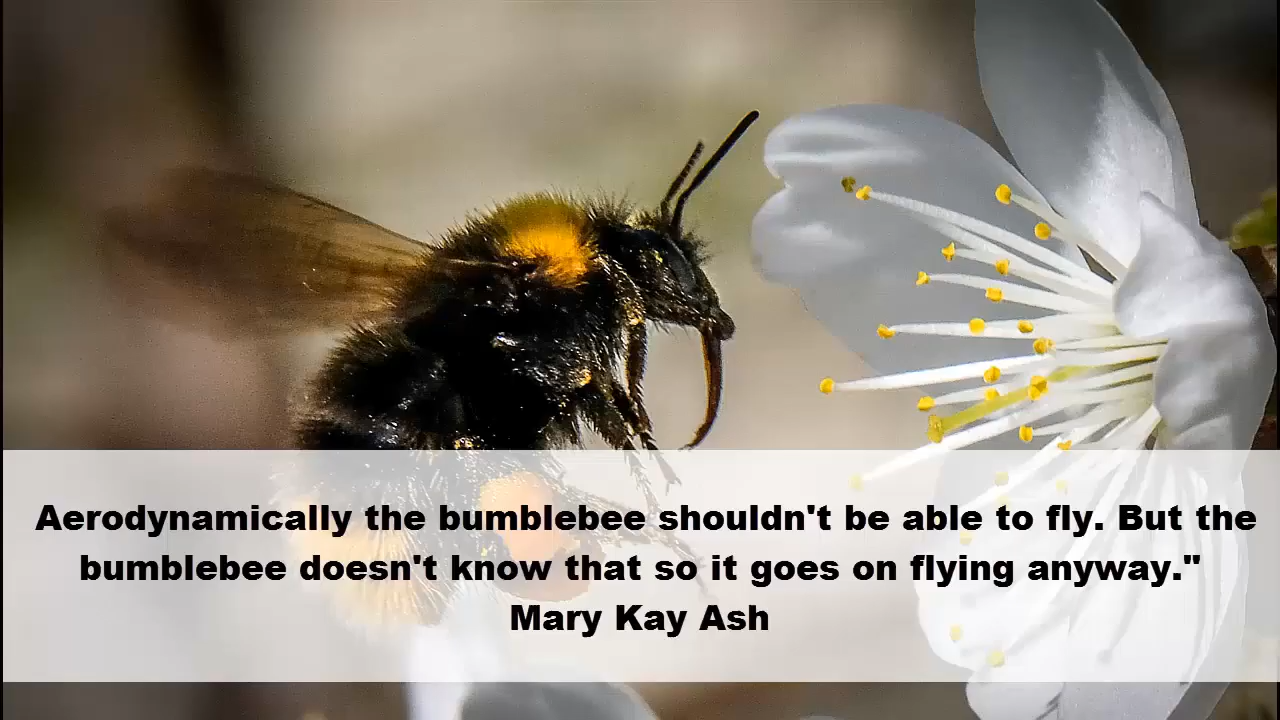 Aerodynamically the bumblebee shouldn't be able to fly. But the
bumblebee doesn't know that so it goes on flying anyway."
Mary Kay Ash